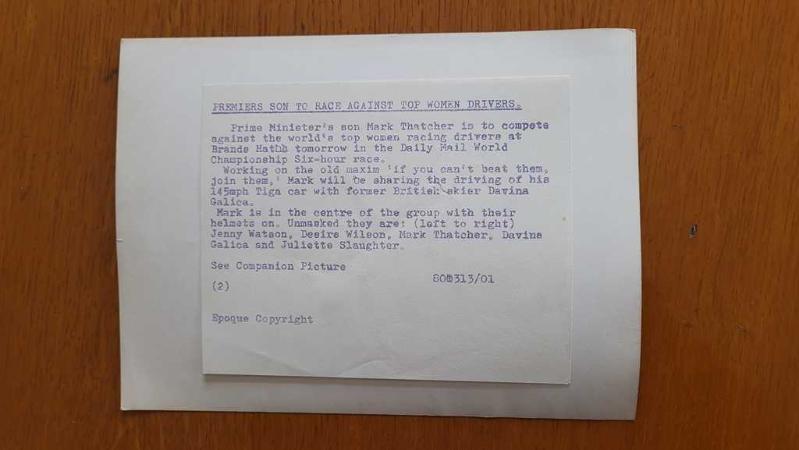 PREMIERS SON TO RACE AGAINST TOP WOMEN DRIVERS.
Prime Minister's son Mark Thatcher is to compete
against the world's top women racing drivers at
Brands Hatch tomorrow in the Daily Mail World
Championship Six-hour race.
Working on the old maxim 'if you can't beat them,
join them,' Mark will be sharing the driving of his
145mph Tiga car with former British skier Davina
Galica.
Mark is in the centre of the group with their
helmets on. Unmasked they are: (left to right)
Jenny Watson, Desire Wilson, Mark Thatcher, Davina
Galica and Juliette Slaughter.
See Companion Picture
(2)
800313/01
Epoque Copyright